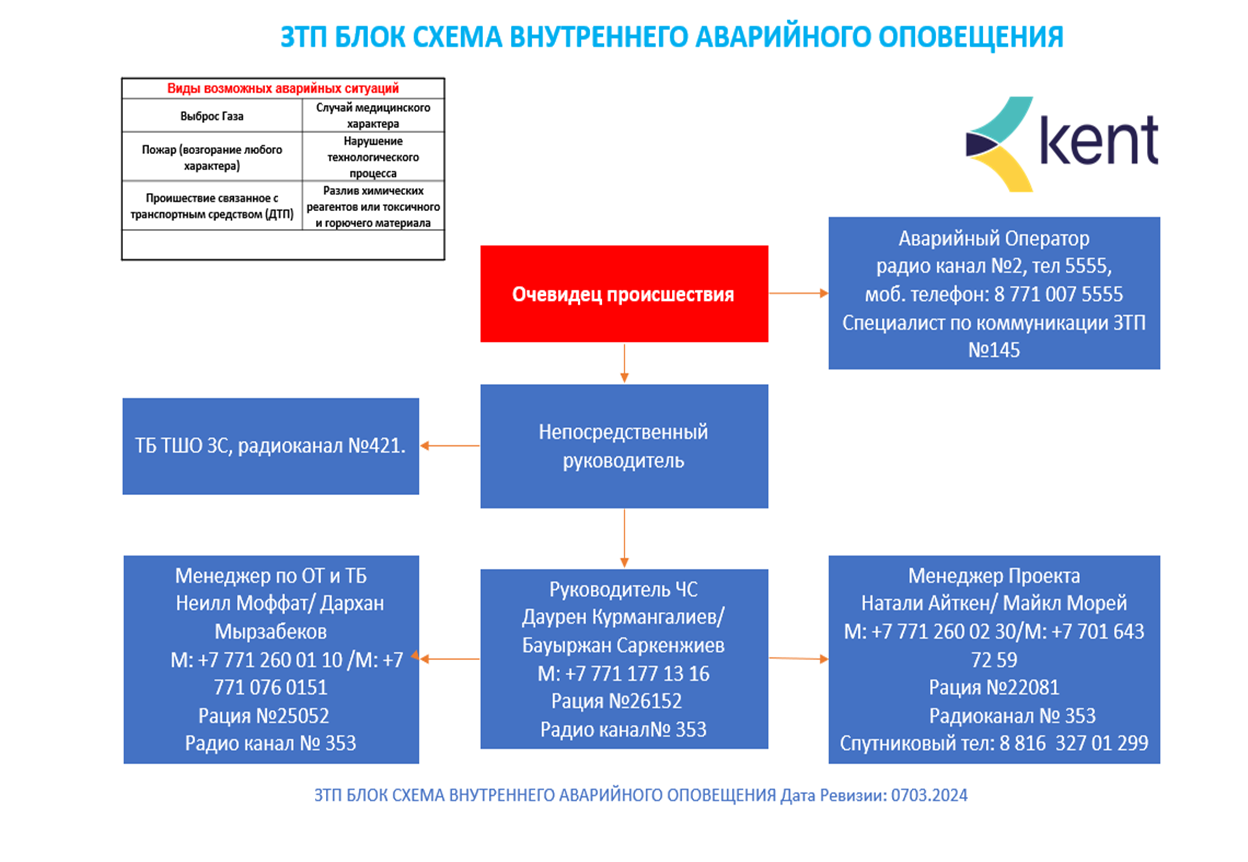 ЗТП БЛОК СХЕМА ВНУТРЕННЕГО АВАРИЙНОГО ОПОВЕЩЕНИЯ
Виды возможных аварийных ситуаций
Выброс Газа
Случай медицинского
характера
Пожар (возгорание любого
характера)
Нарушение
технологического
процесса
Проишествие связанное с
транспортным средством (ДТП)
Разлив химических
реагентов или токсичного
и горючего материала
kent
Очевидец происшествия
Аварийный Оператор
радио канал №2, тел 5555,
моб. телефон: 8 771 007 5555
Специалист по коммуникации ЗТП
№145
ТБ ТШО ЗС, радиоканал №421.
Непосредственный
руководитель
Менеджер по ОТ и ТБ
Неилл Моффат/ Дархан
Мырзабеков
М: +7 771 260 01 10 /М: +7
771 076 0151
Рация №25052
Радио канал № 353
Руководитель ЧС
Даурен Курмангалиев/
Бауыржан Саркенжиев
М: +7 771 177 13 16
Рация №26152
Радио канал№ 353
Менеджер Проекта
Натали Айткен/ Майкл Морей
М: +7 771 260 02 30/М: +7 701 643
72 59
Рация №22081
Радиоканал № 353
Спутниковый тел: 8 816 327 01 299
ЗТП БЛОК СХЕМА ВНУТРЕННЕГО АВАРИЙНОГО ОПОВЕЩЕНИЯ Дата Ревизии: 0703.2024